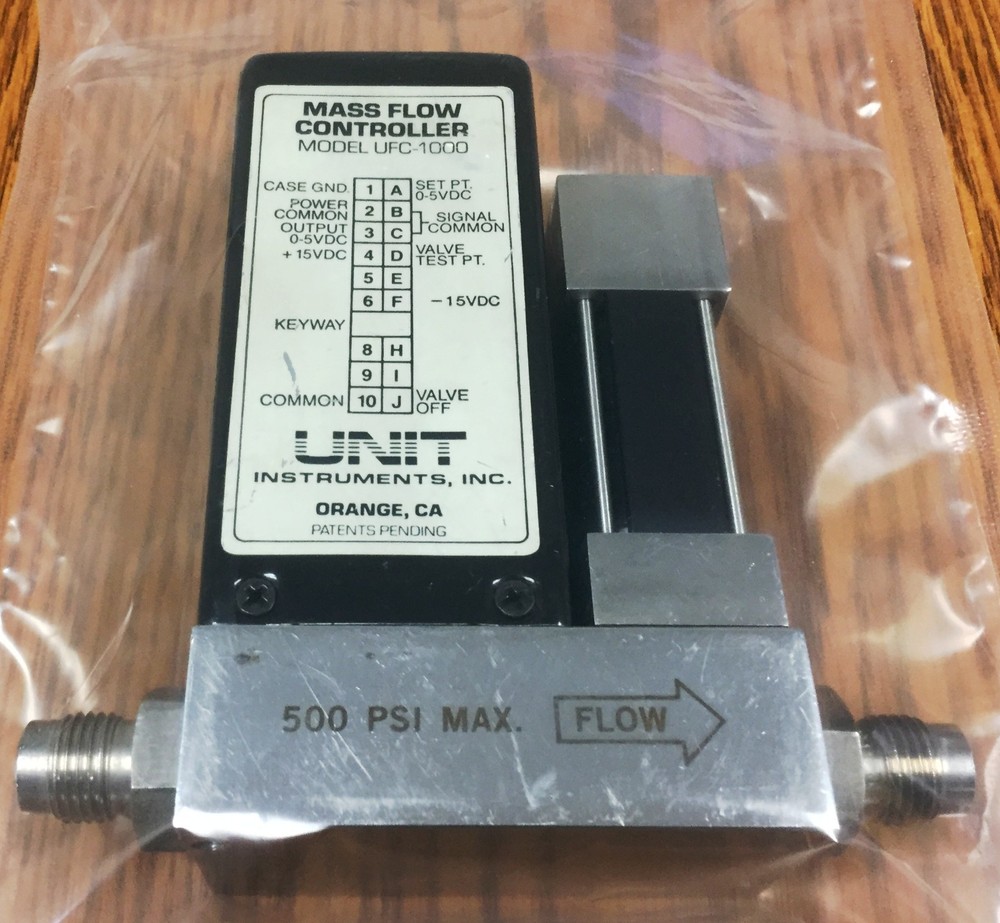 MASS FLOW
CONTROLLER
MODEL UFC-1000
CASE GND. 1 A SET PT.
0-5VDC
POWER
COMMON 2 B SIGNAL
COMMON
OUTPUT
0-5VDC 3 C
+15VDC 4 D VALVE
TEST PT.
5 E
6 F -15VDC
KEYWAY
8 H
9 I
COMMON 10 J VALVE
OFF
UNIT
INSTRUMENTS, INC.
ORANGE, CA
PATENTS PENDING
500 PSI MAX. FLOW